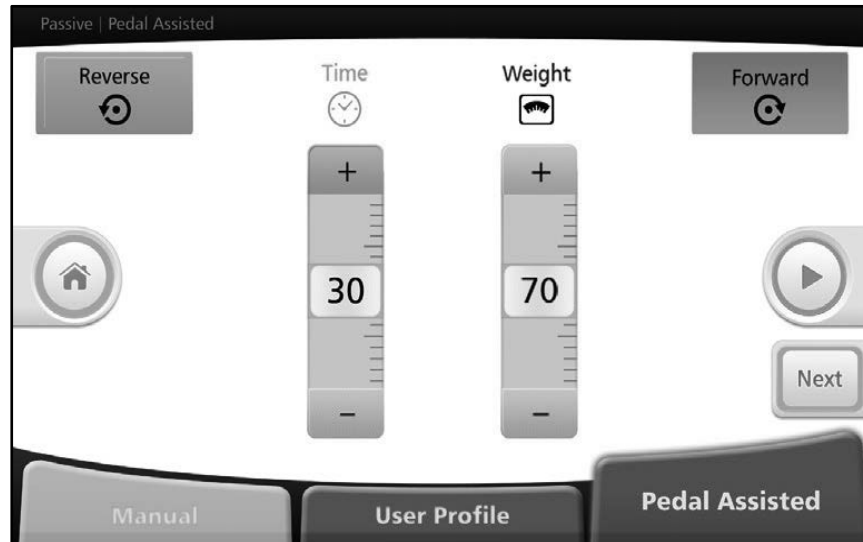 Passive | Pedal Assisted
Reverse
Time
Weight
Forward
+
+
30
70
Next
−
−
Manual
User Profile
Pedal Assisted